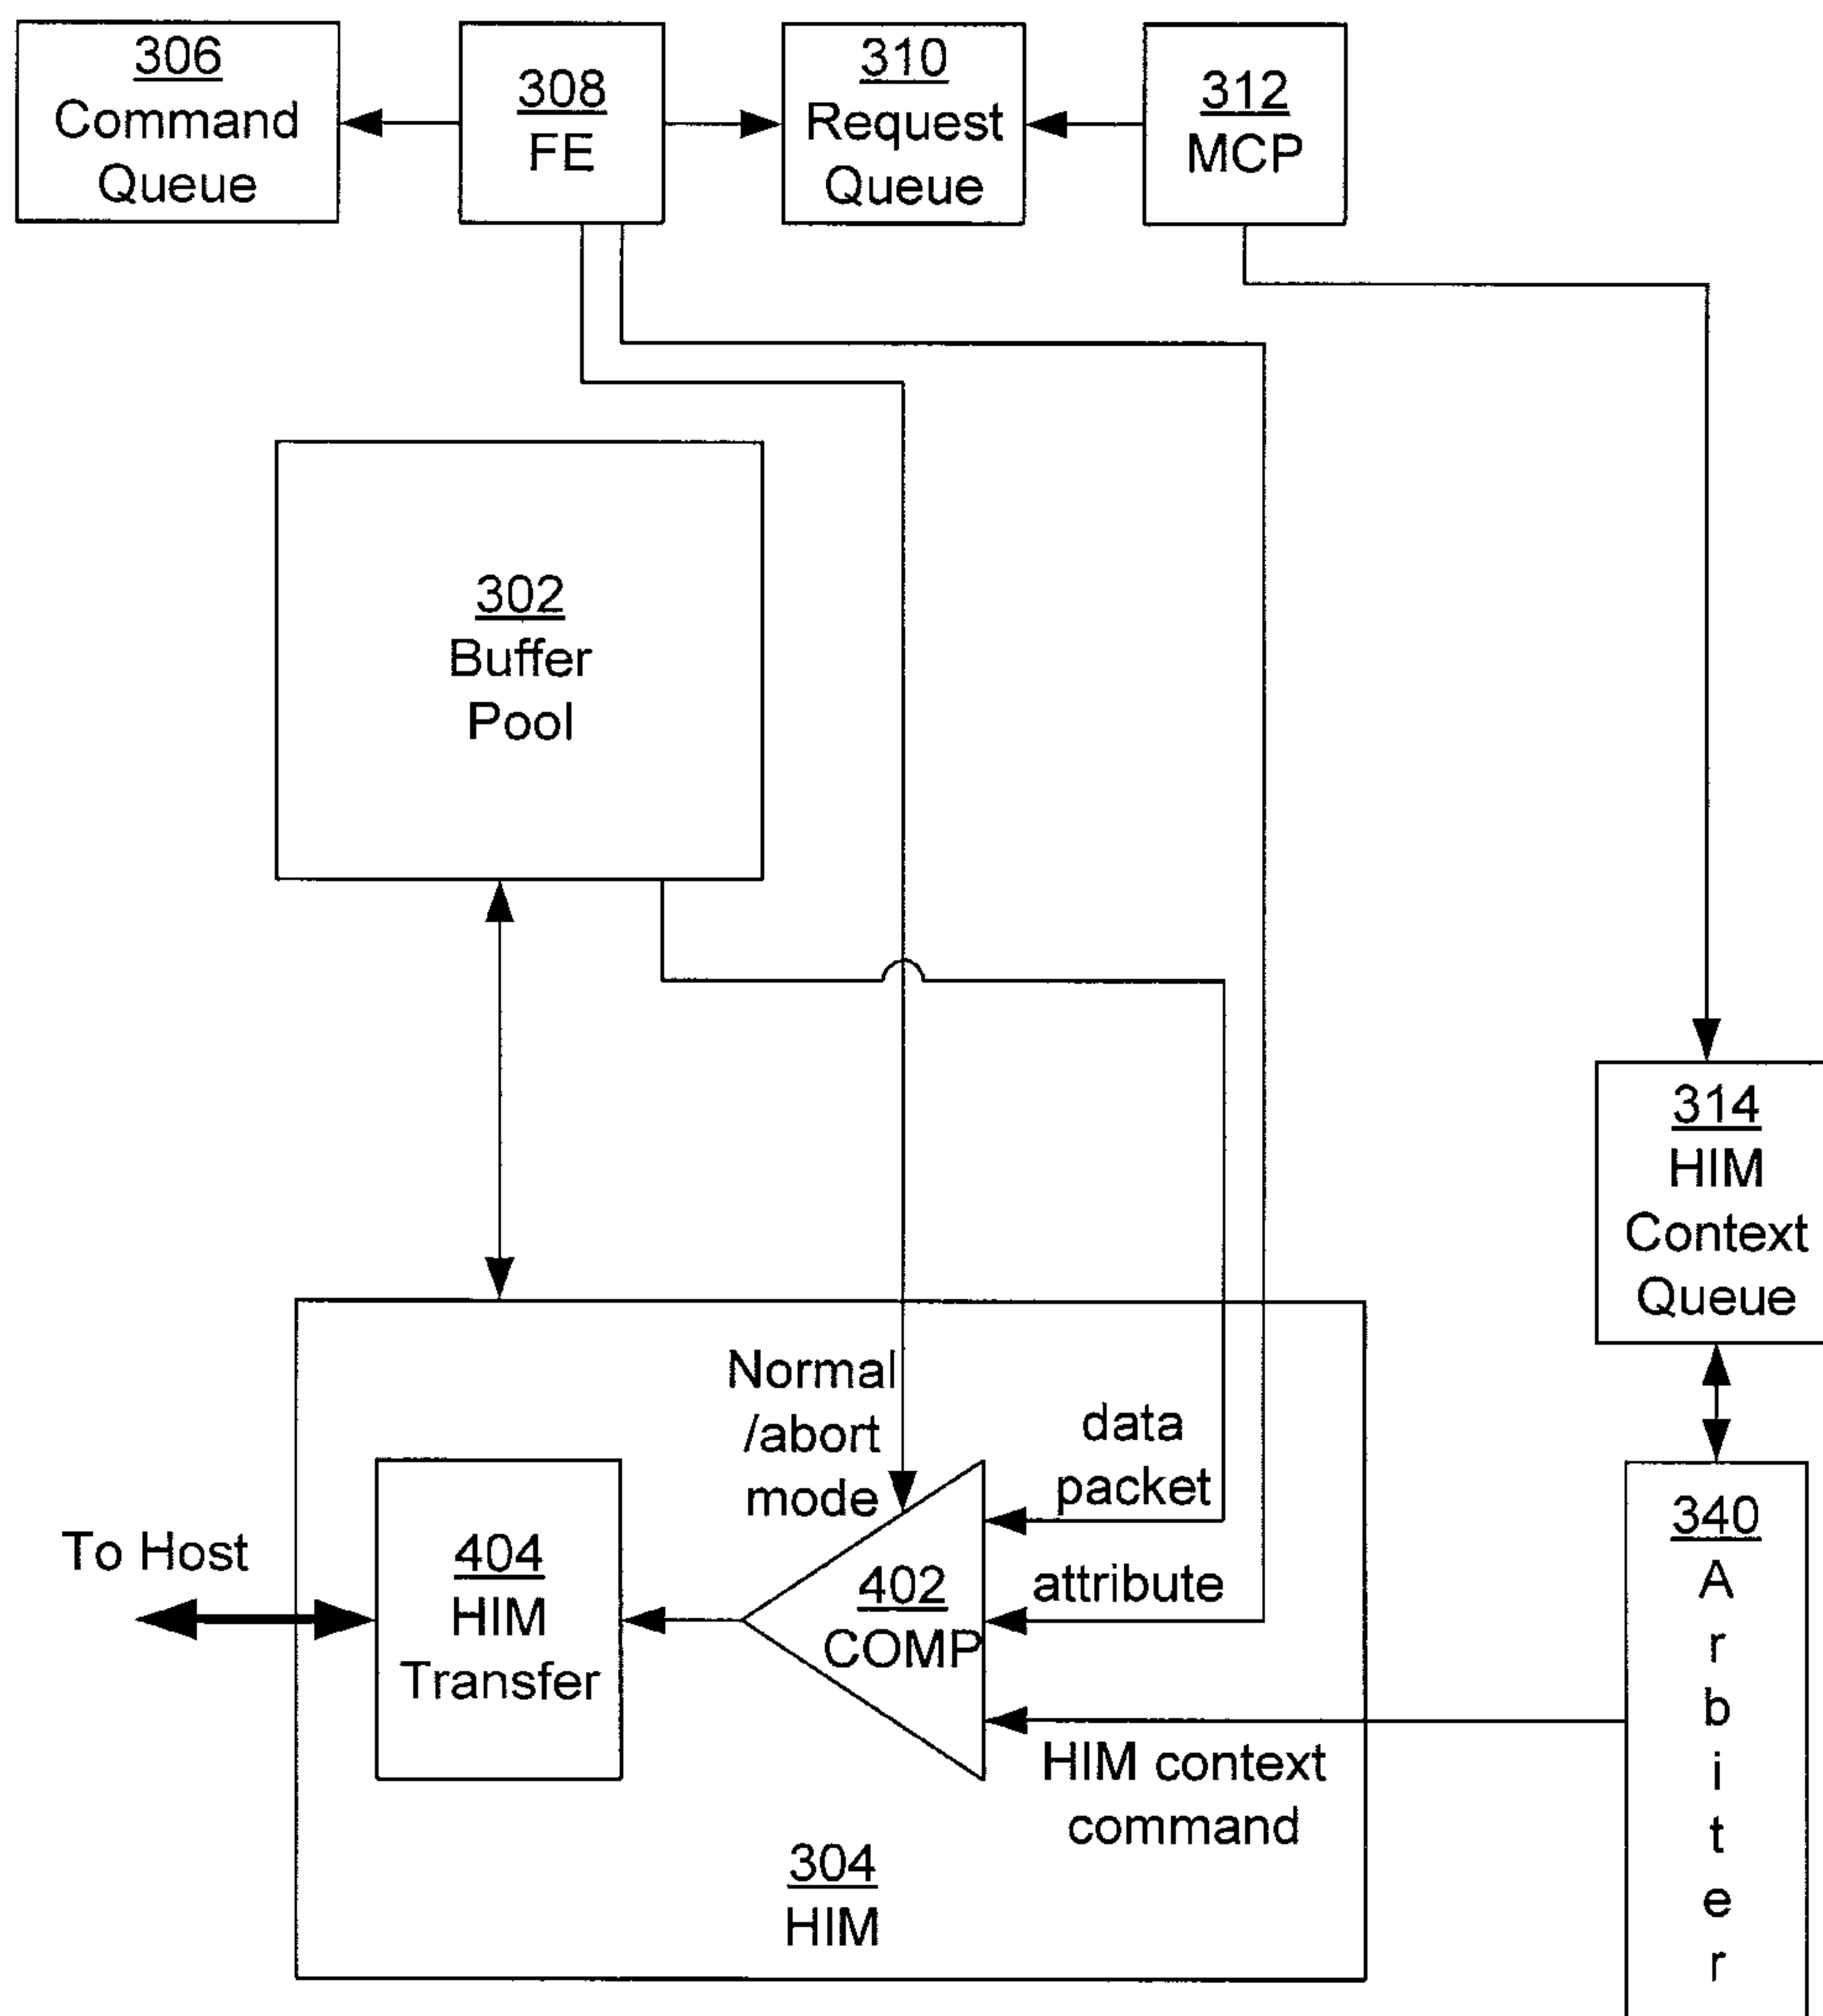 306
Command
Queue
308
FE
310
Request
Queue
312
MCP
302
Buffer
Pool
314
HIM
Context
Queue
Normal
/abort
mode
data
packet
To Host
404
HIM
Transfer
402
COMP
attribute
340
A
r
b
i
t
e
r
HIM context
command
304
HIM